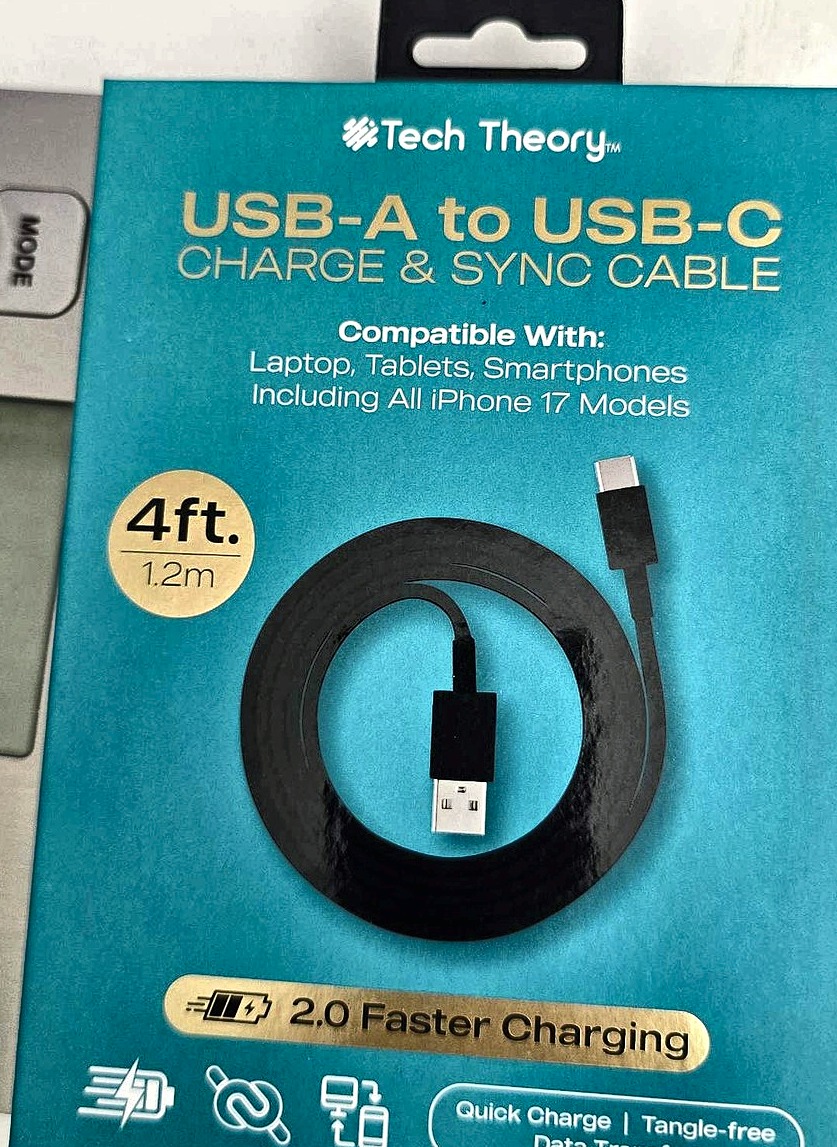 Tech Theory™
USB-A to USB-C
CHARGE & SYNC CABLE
MODE
Compatible With:
Laptop, Tablets, Smartphones
Including All iPhone 17 Models
4ft.
1.2m
2.0 Faster Charging
Quick Charge | Tangle-free
Data